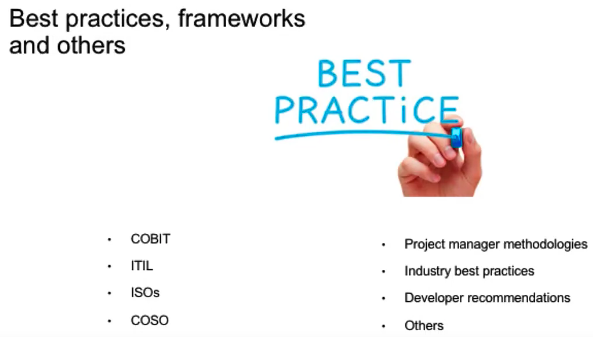 Best practices, frameworks
and others
BEST
PRACTiCE
COBIT
ITIL
ISOs
COSO
Project manager methodologies
Industry best practices
Developer recommendations
Others